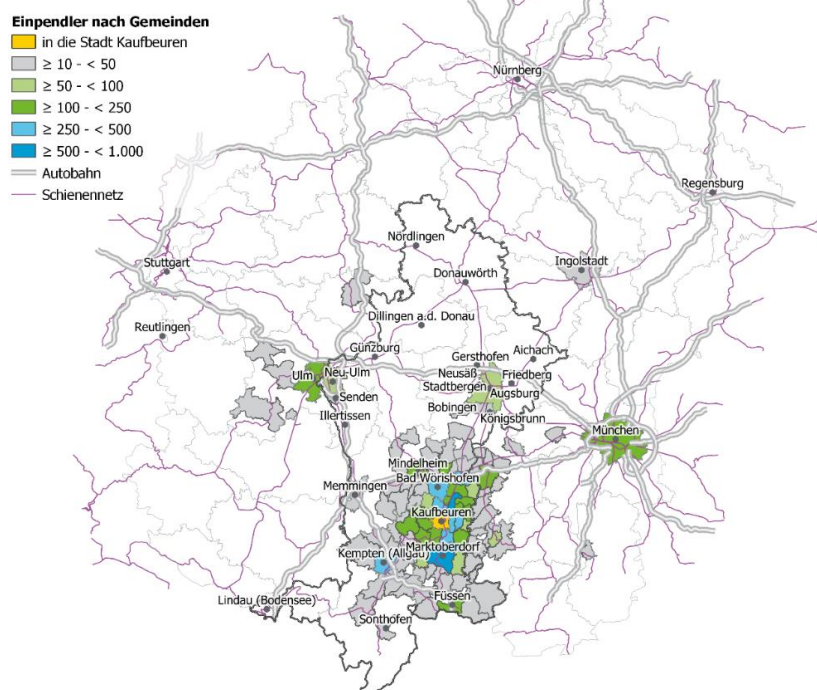 Einpendler nach Gemeinden
in die Stadt Kaufbeuren
≥ 10 - < 50
≥ 50 - < 100
≥ 100 - < 250
≥ 250 - < 500
≥ 500 - < 1.000
Autobahn
Schienennetz
Nürnberg
Regensburg
Nördlingen
Stuttgart
Ingolstadt
Donauwörth
Dillingen a.d. Donau
Reutlingen
Günzburg
Gersthofen
Aichach
Neusäß
Friedberg
Ulm
Neu-Ulm
Stadtbergen
Augsburg
Senden
Bobingen
Königsbrunn
Illertissen
München
Mindelheim
Bad Wörishofen
Memmingen
Kaufbeuren
Marktoberdorf
Kempten (Allgäu)
Füssen
Lindau (Bodensee)
Sonthofen